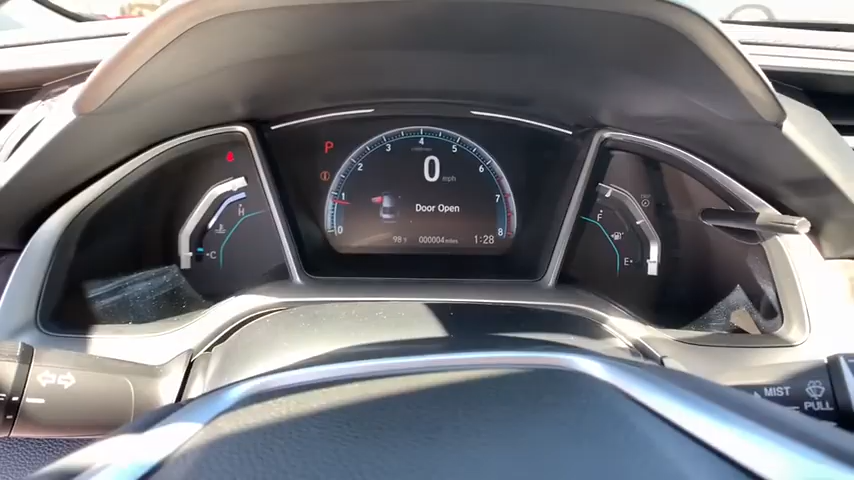 P
0 1 2 3 4 5 6 7 8
0 mph
Door Open
98°F 000004 miles 1:28
H
C
F
E
MIST
PULL